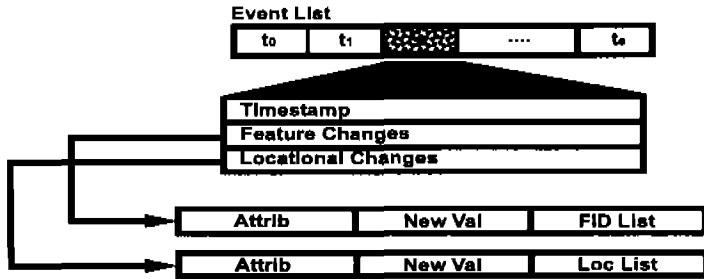 Event List
t0 t1 ---- te
Timestamp
Feature Changes
Locational Changes
Attrib New Val FID List
Attrib New Val Loc List